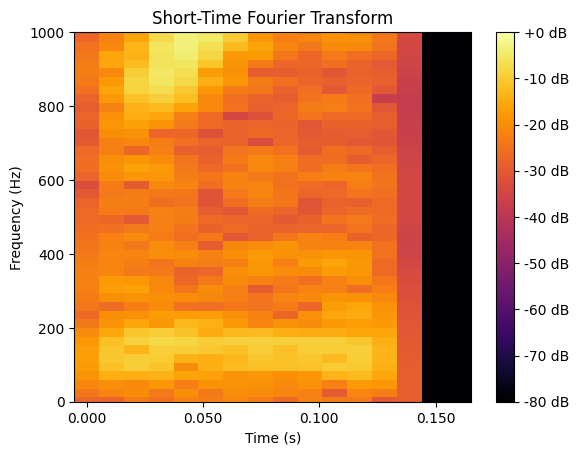 Short-Time Fourier Transform
1000
800
600
400
200
0
Frequency (Hz)
0.000
0.050
0.100
0.150
Time (s)
+0 dB
-10 dB
-20 dB
-30 dB
-40 dB
-50 dB
-60 dB
-70 dB
-80 dB